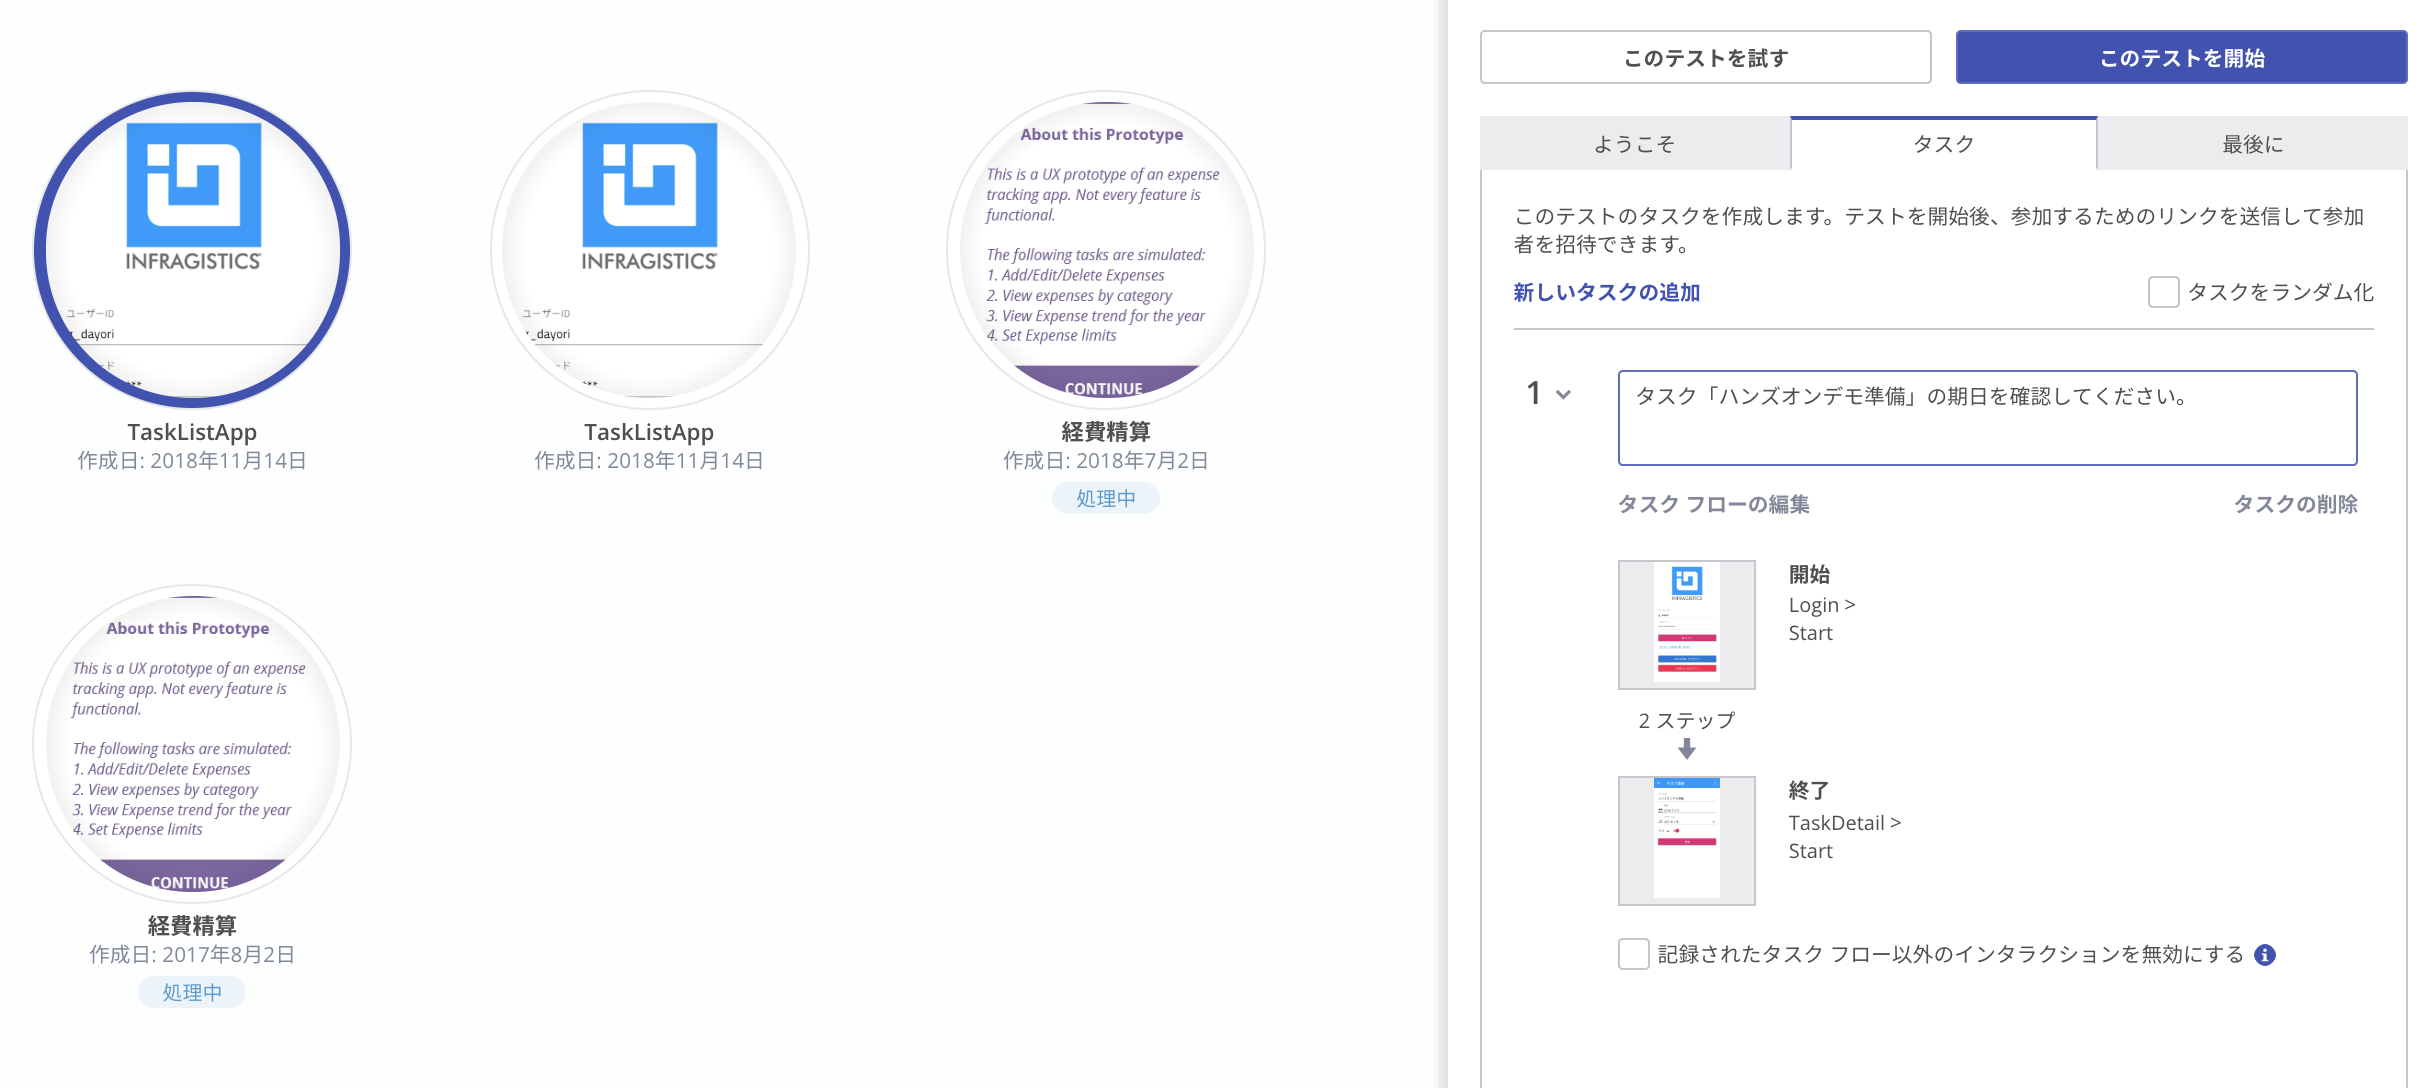 INFRAGISTICS
ユーザーID
_dayori
ード
***
TaskListApp
作成日: 2018年11月14日
INFRAGISTICS
ユーザーID
_dayori
ード
**
TaskListApp
作成日: 2018年11月14日
About this Prototype
This is a UX prototype of an expense
tracking app. Not every feature is
functional.
The following tasks are simulated:
1. Add/Edit/Delete Expenses
2. View expenses by category
3. View Expense trend for the year
4. Set Expense limits
CONTINUE
経費精算
作成日: 2018年7月2日
処理中
About this Prototype
This is a UX prototype of an expense
tracking app. Not every feature is
functional.
The following tasks are simulated:
1. Add/Edit/Delete Expenses
2. View expenses by category
3. View Expense trend for the year
4. Set Expense limits
CONTINUE
経費精算
作成日: 2017年8月2日
処理中
このテストを試す
このテストを開始
ようこそ
タスク
最後に
このテストのタスクを作成します。テストを開始後、参加するためのリンクを送信して参加
者を招待できます。
新しいタスクの追加
タスクをランダム化
1
タスク「ハンズオンデモ準備」の期日を確認してください。
タスク フローの編集
タスクの削除
INFRAGISTICS
開始
Login >
Start
2 ステップ
終了
TaskDetail >
Start
記録されたタスク フロー以外のインタラクションを無効にする